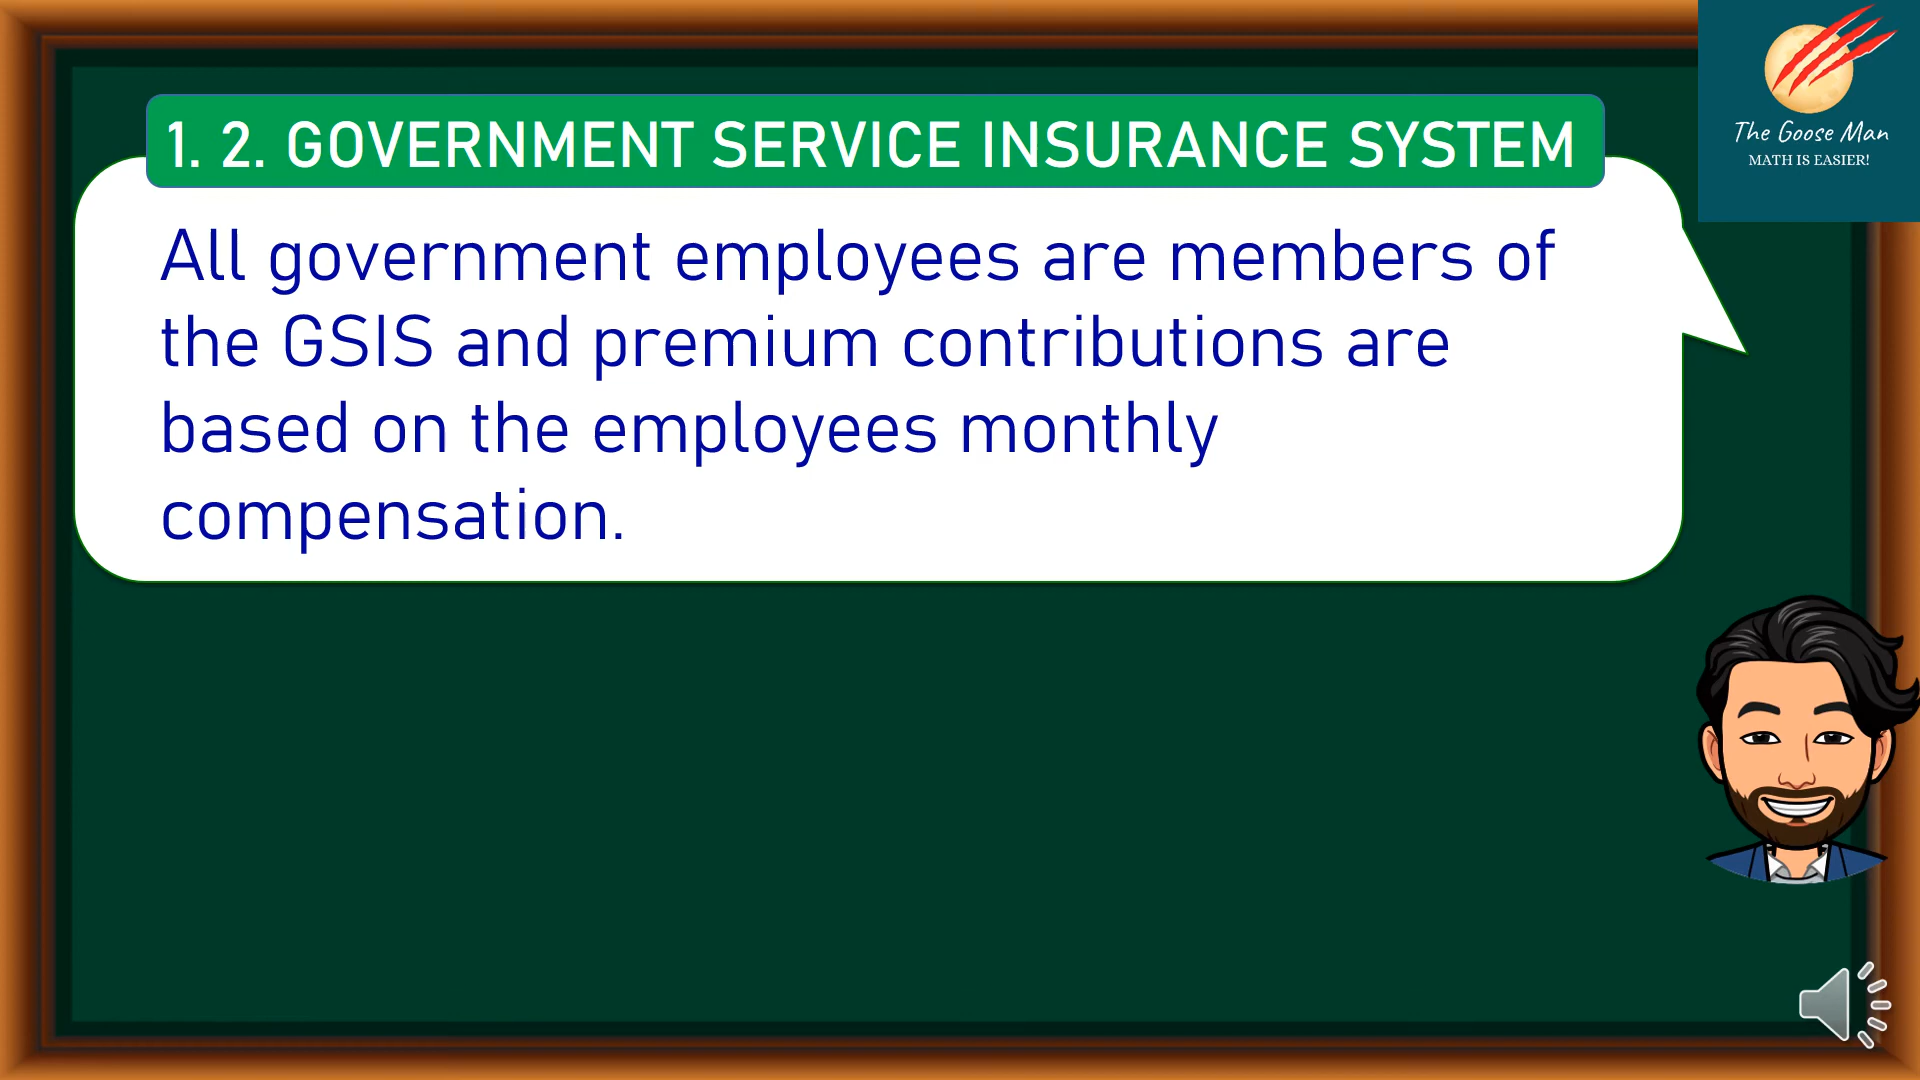 1. 2. GOVERNMENT SERVICE INSURANCE SYSTEM
The Goose Man
MATH IS EASIER!
All government employees are members of
the GSIS and premium contributions are
based on the employees monthly
compensation.